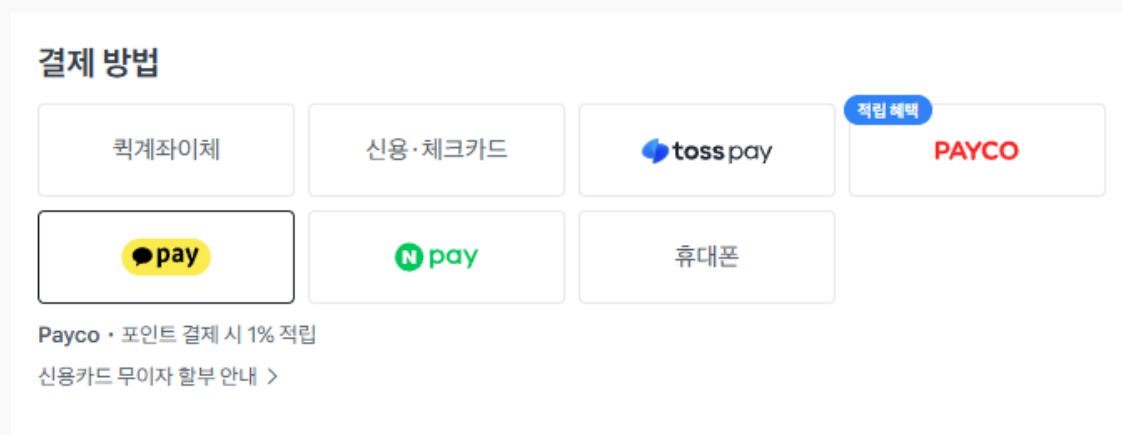 결제 방법
적립 혜택
퀵계좌이체
신용·체크카드
toss pay
PAYCO
pay
N pay
휴대폰
Payco · 포인트 결제 시 1% 적립
신용카드 무이자 할부 안내 >